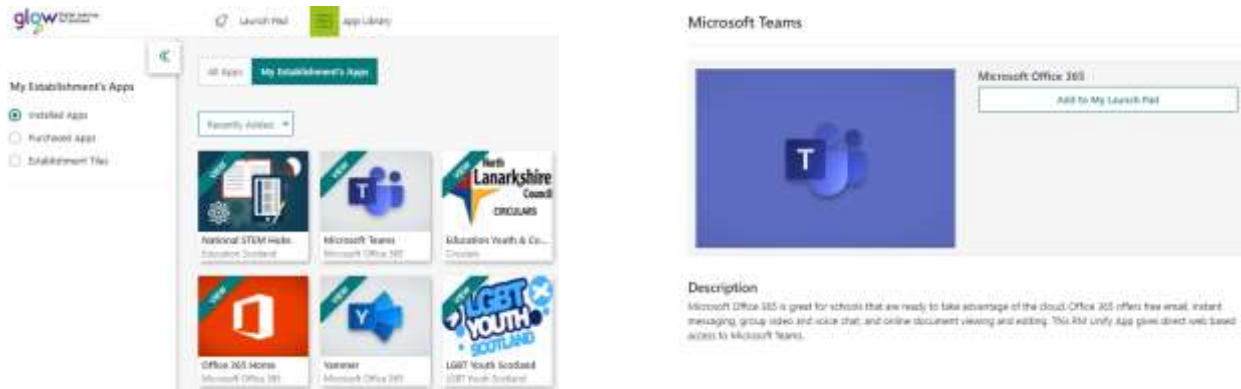 glow
Launch Pad
App Library
My Establishment's Apps
Installed Apps
Purchased Apps
Establishment Tiles
All Apps
My Establishment's Apps
Recently Added
VIEW
National STEM Hubs
Education Scotland
VIEW
Microsoft Teams
Microsoft Office 365
VIEW
North
Lanarkshire
Council
CIRCULARS
Education Youth & Co...
Circulars
VIEW
Office 365 Home
Microsoft Office 365
VIEW
Yammer
Microsoft Office 365
VIEW
LGBT
YOUTH
SCOTLAND
LGBT Youth Scotland
LGBT Youth Scotland
Microsoft Teams
Microsoft Office 365
Add to My Launch Pad
T
Description
Microsoft Office 365 is great for schools that are ready to take advantage of the cloud. Office 365 offers free email, instant
messaging, group video and voice chat, and online document viewing and editing. This RM Unify App gives direct web based
access to Microsoft Teams.